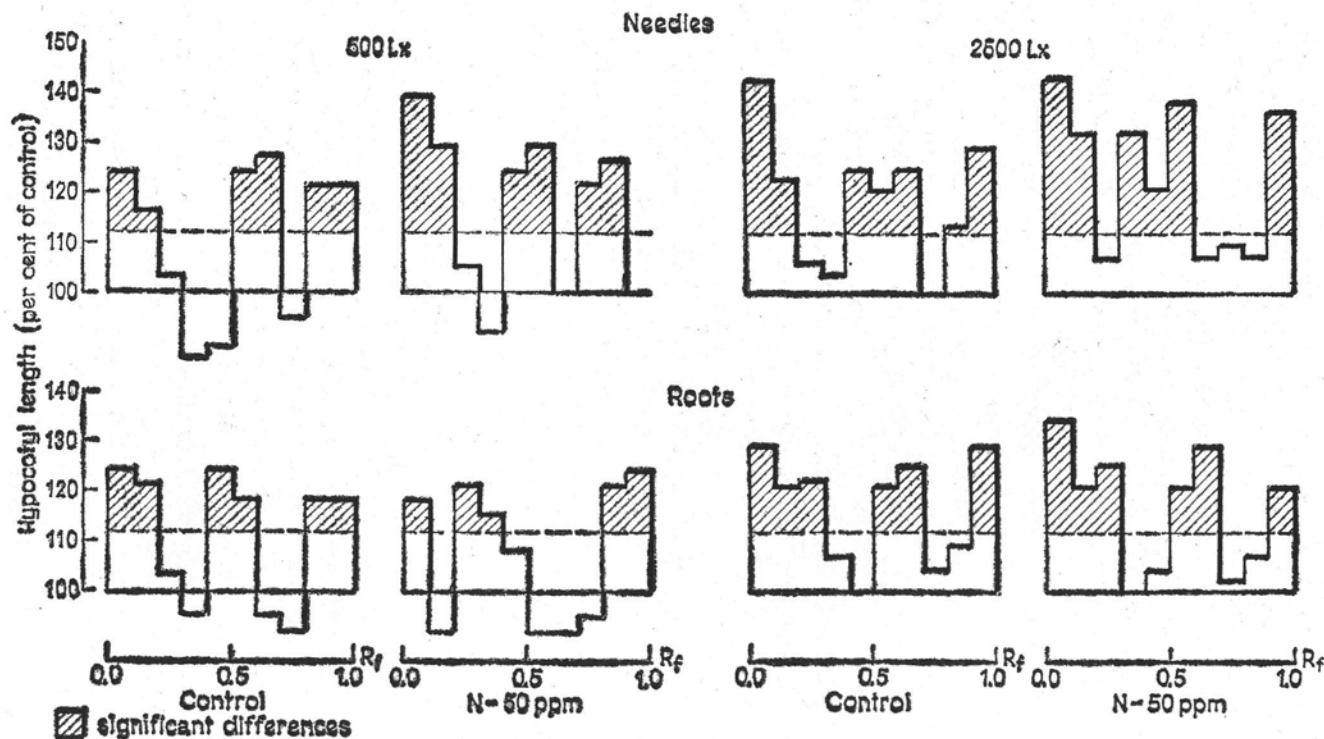 Needles
500 Lx
2500 Lx
Hypocotyl length (per cent of control)
150
140
130
120
110
100
Roots
140
130
120
110
100
0.0 0.5 1.0 Rf
0.0 0.5 1.0 Rf
0.0 0.5 1.0 Rf
0.0 0.5 1.0 Rf
Control
N-50 ppm
Control
N-50 ppm
significant differences